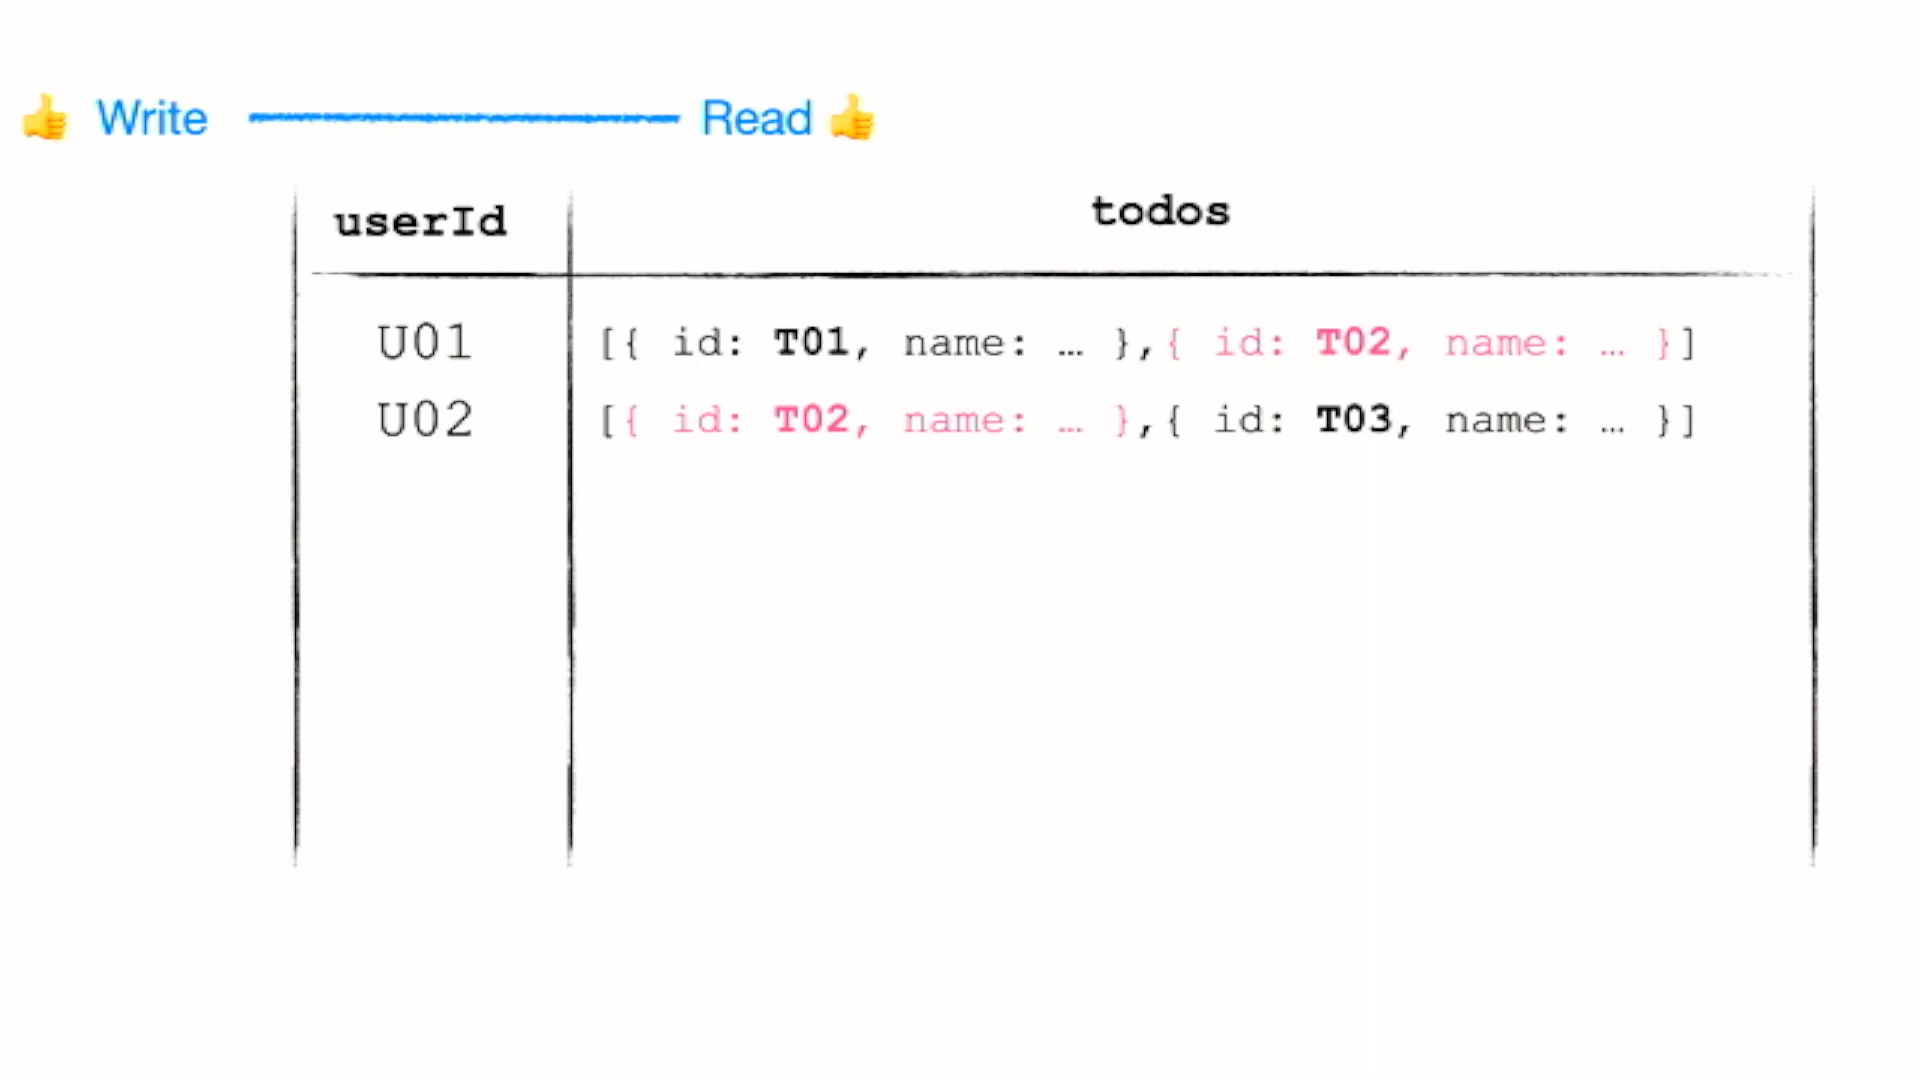 👍 Write Read 👍
userId todos
U01 [{ id: T01, name: … },{ id: T02, name: … }]
U02 [{ id: T02, name: … },{ id: T03, name: … }]